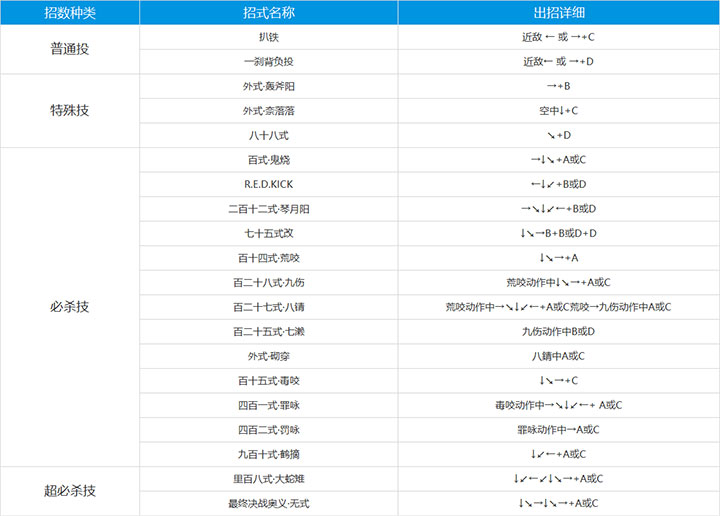 招数种类 招式名称 出招详细
普通投 扒铁 近敌 ← 或 →+C
一刹背负投 近敌← 或 →+D
特殊技 外式·轰斧阳 →+B
外式·奈落落 空中↓+C
八十八式 ↘+D
必杀技 百式·鬼烧 →↓↘+A或C
R.E.D.KICK ←↓↙+B或D
二百十二式·琴月阳 →↘↓↙←+B或D
七十五式改 ↓↘→B+B或D+D
百十四式·荒咬 ↓↘→+A
百二十八式·九伤 荒咬动作中↓↘→+A或C
百二十七式·八錆 荒咬动作中→↘↓↙←+A或C荒咬→九伤动作中A或C
百二十五式·七濑 九伤动作中B或D
外式·砌穿 八錆中A或C
百十五式·毒咬 ↓↘→+C
四百一式·罪咏 毒咬动作中→↘↓↙←+ A或C
四百二式·罚咏 罪咏动作中→A或C
九百十式·鹤摘 ↓↙←+A或C
超必杀技 里百八式·大蛇雉 ↓↙←↙↓↘→+A或C
最终决战奥义·无式 ↓↘→↓↘→+A或C